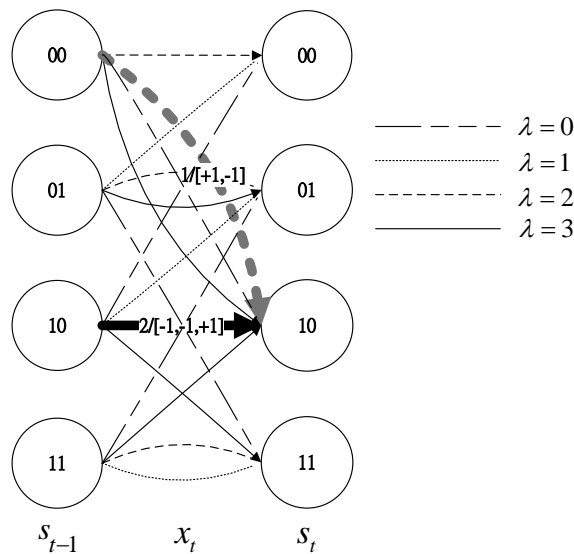 00 00
λ = 0
λ = 1
01 1/[+1,-1] 01
λ = 2
λ = 3
10 2/[-1,-1,+1] 10
11 11
s_{t-1} x_t s_t